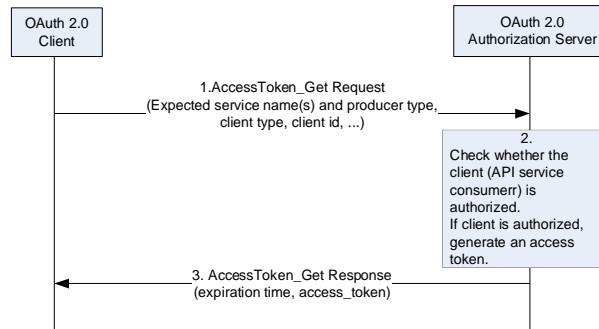 OAuth 2.0
Client
OAuth 2.0
Authorization Server
1.AccessToken_Get Request
(Expected service name(s) and producer type,
client type, client id, ...)
2.
Check whether the
client (API service
consumerr) is
authorized.
If client is authorized,
generate an access
token.
3. AccessToken_Get Response
(expiration time, access_token)